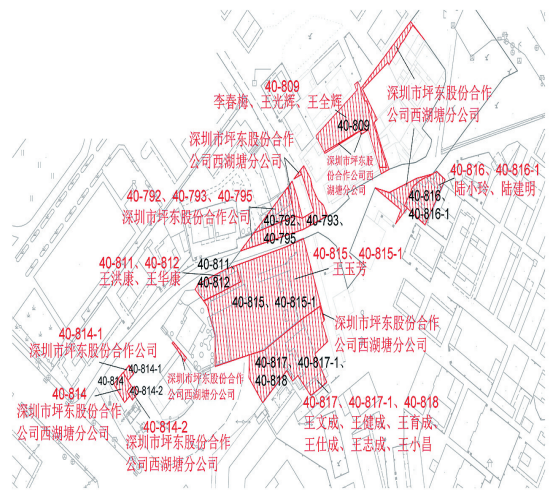 40-809
李春梅、王光辉、王全辉
深圳市坪东股份合作
公司西湖塘分公司
40-809
深圳市坪东股份合作
公司西湖塘分公司
深圳市坪东股
份合作公司西
湖塘分公司
40-816、40-816-1
陆小玲、陆建明
40-816、
40-816-1
40-792、40-793、40-795
深圳市坪东股份合作公司
40-792、
40-793、
40-795
40-811、40-812
王洪康、王华康
40-811、
40-812
40-815、40-815-1
王玉芳
40-815、40-815-1
深圳市坪东股份合作
公司西湖塘分公司
40-814-1
深圳市坪东股份合作公司
40-814-1
40-814
40-814-2
深圳市坪东股份合作
公司西湖塘分公司
40-817、40-817-1、
40-818
40-814
深圳市坪东股份合作
公司西湖塘分公司
40-814-2
深圳市坪东股份合作
公司西湖塘分公司
40-817、40-817-1、40-818
王文成、王健成、王育成、
王仕成、王志成、王小昌